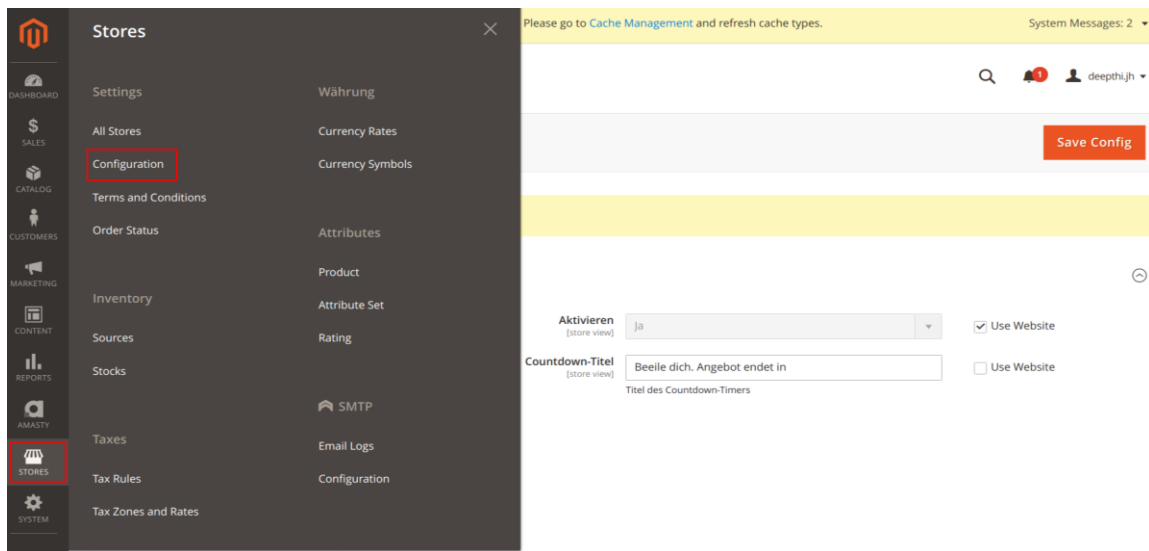 DASHBOARD
SALES
CATALOG
CUSTOMERS
MARKETING
CONTENT
REPORTS
AMASTY
STORES
SYSTEM
Stores
Settings
All Stores
Configuration
Terms and Conditions
Order Status
Inventory
Sources
Stocks
Taxes
Tax Rules
Tax Zones and Rates
Währung
Currency Rates
Currency Symbols
Attributes
Product
Attribute Set
Rating
SMTP
Email Logs
Configuration
Please go to Cache Management and refresh cache types.
System Messages: 2
1
deepthi.jh
Save Config
Aktivieren
[store view]
Ja
Use Website
Countdown-Titel
[store view]
Beeile dich. Angebot endet in
Use Website
Titel des Countdown-Timers